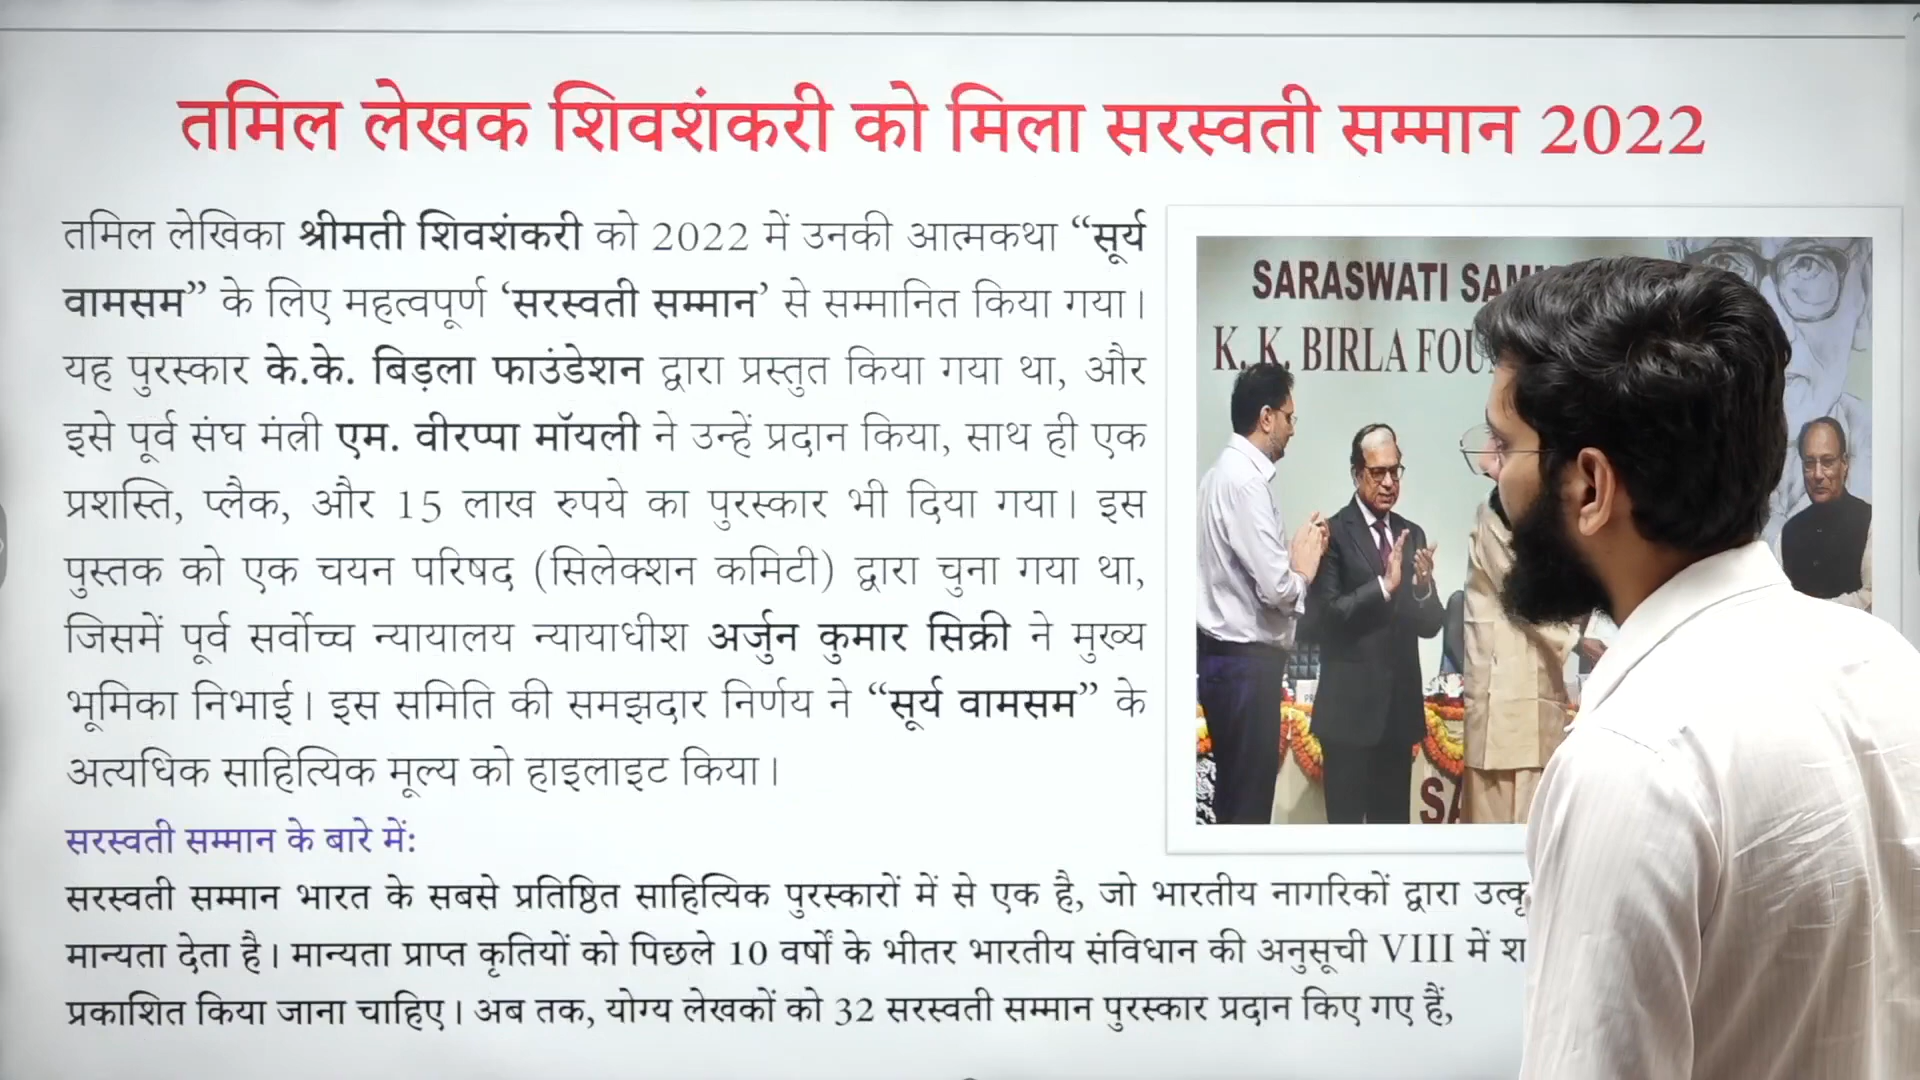 तमिल लेखक शिवशंकरी को मिला सरस्वती सम्मान 2022
तमिल लेखिका श्रीमती शिवशंकरी को 2022 में उनकी आत्मकथा “सूर्य
वामसम” के लिए महत्वपूर्ण ‘सरस्वती सम्मान’ से सम्मानित किया गया।
यह पुरस्कार के.के. बिड़ला फाउंडेशन द्वारा प्रस्तुत किया गया था, और
इसे पूर्व संघ मंत्री एम. वीरप्पा मॉयली ने उन्हें प्रदान किया, साथ ही एक
प्रशस्ति, प्लैक, और 15 लाख रुपये का पुरस्कार भी दिया गया। इस
पुस्तक को एक चयन परिषद (सिलेक्शन कमिटी) द्वारा चुना गया था,
जिसमें पूर्व सर्वोच्च न्यायालय न्यायाधीश अर्जुन कुमार सिक्री ने मुख्य
भूमिका निभाई। इस समिति की समझदार निर्णय ने “सूर्य वामसम” के
अत्यधिक साहित्यिक मूल्य को हाइलाइट किया।
SARASWATI
K. K. BIRLA
सरस्वती सम्मान के बारे में:
सरस्वती सम्मान भारत के सबसे प्रतिष्ठित साहित्यिक पुरस्कारों में से एक है, जो भारतीय नागरिकों द्वारा
मान्यता देता है। मान्यता प्राप्त कृतियों को पिछले 10 वर्षों के भीतर भारतीय संविधान की अनुसूची VIII में
प्रकाशित किया जाना चाहिए। अब तक, योग्य लेखकों को 32 सरस्वती सम्मान पुरस्कार प्रदान किए गए हैं,